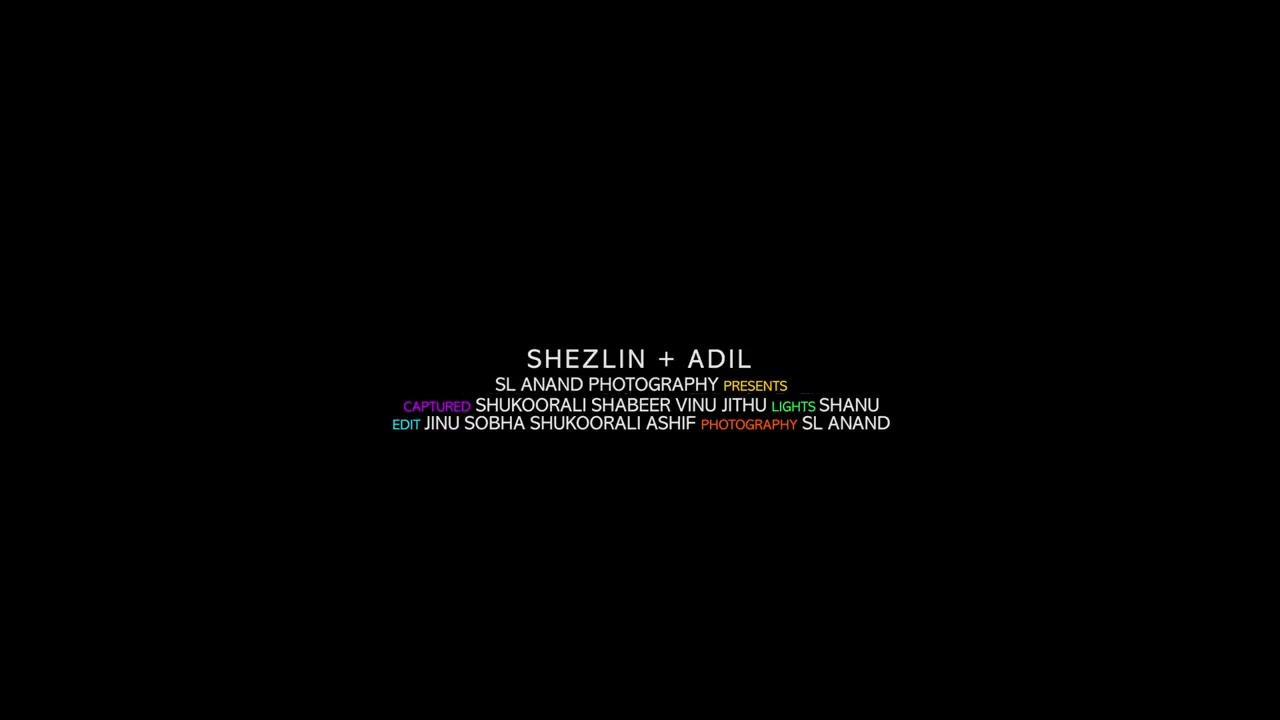 SHEZLIN + ADIL
SL ANAND PHOTOGRAPHY PRESENTS
CAPTURED SHUKOORALI SHABEER VINU JITHU LIGHTS SHANU
EDIT JINU SOBHA SHUKOORALI ASHIF PHOTOGRAPHY SL ANAND